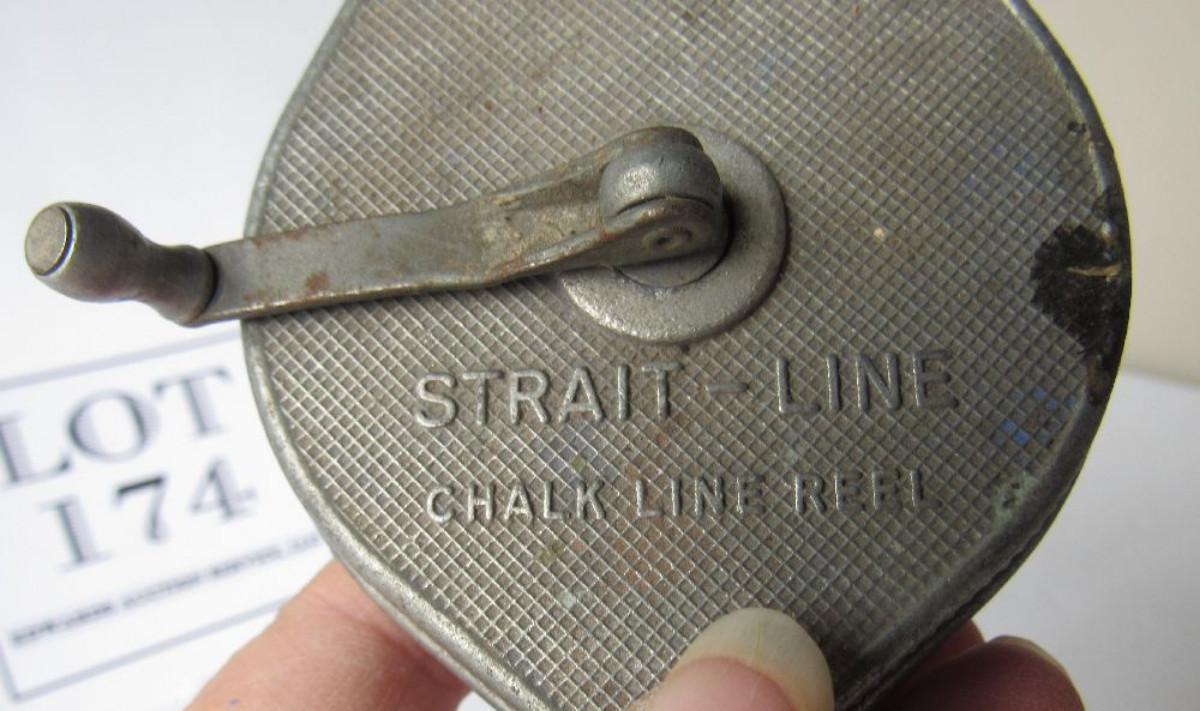 STRAIT-LINE
CHALK LINE REEL
LOT
174